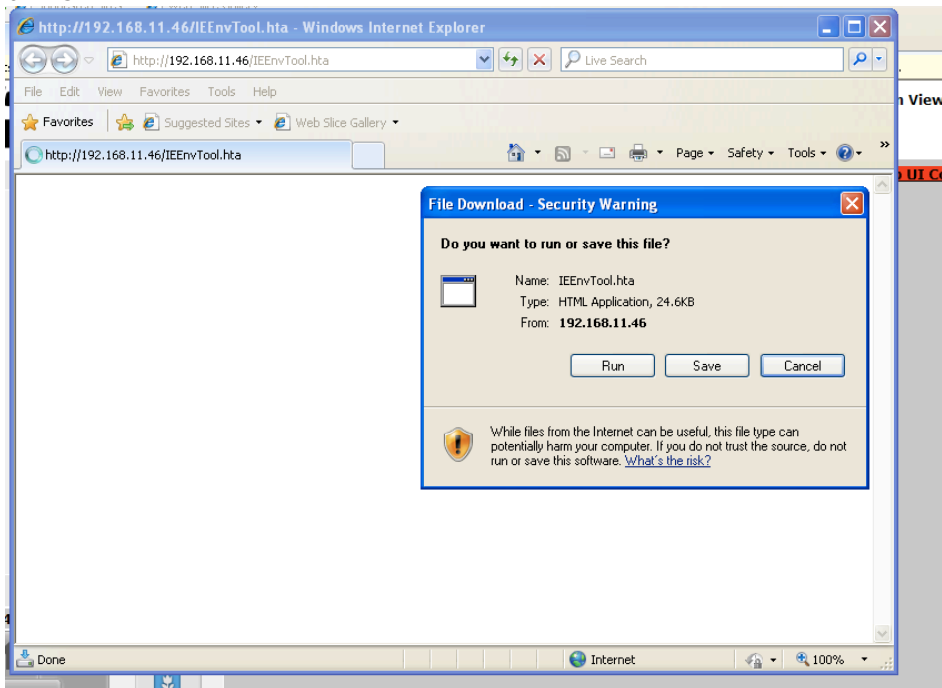 http://192.168.11.46/IEEnvTool.hta - Windows Internet Explorer
http://192.168.11.46/IEEnvTool.hta
Live Search
File Edit View Favorites Tools Help
n View
Favorites Suggested Sites Web Slice Gallery
http://192.168.11.46/IEEnvTool.hta
Page Safety Tools »
UI
File Download - Security Warning
Do you want to run or save this file?
Name: IEEnvTool.hta
Type: HTML Application, 24.6KB
From: 192.168.11.46
Run Save Cancel
While files from the Internet can be useful, this file type can
potentially harm your computer. If you do not trust the source, do not
run or save this software. What's the risk?
Done Internet 100%